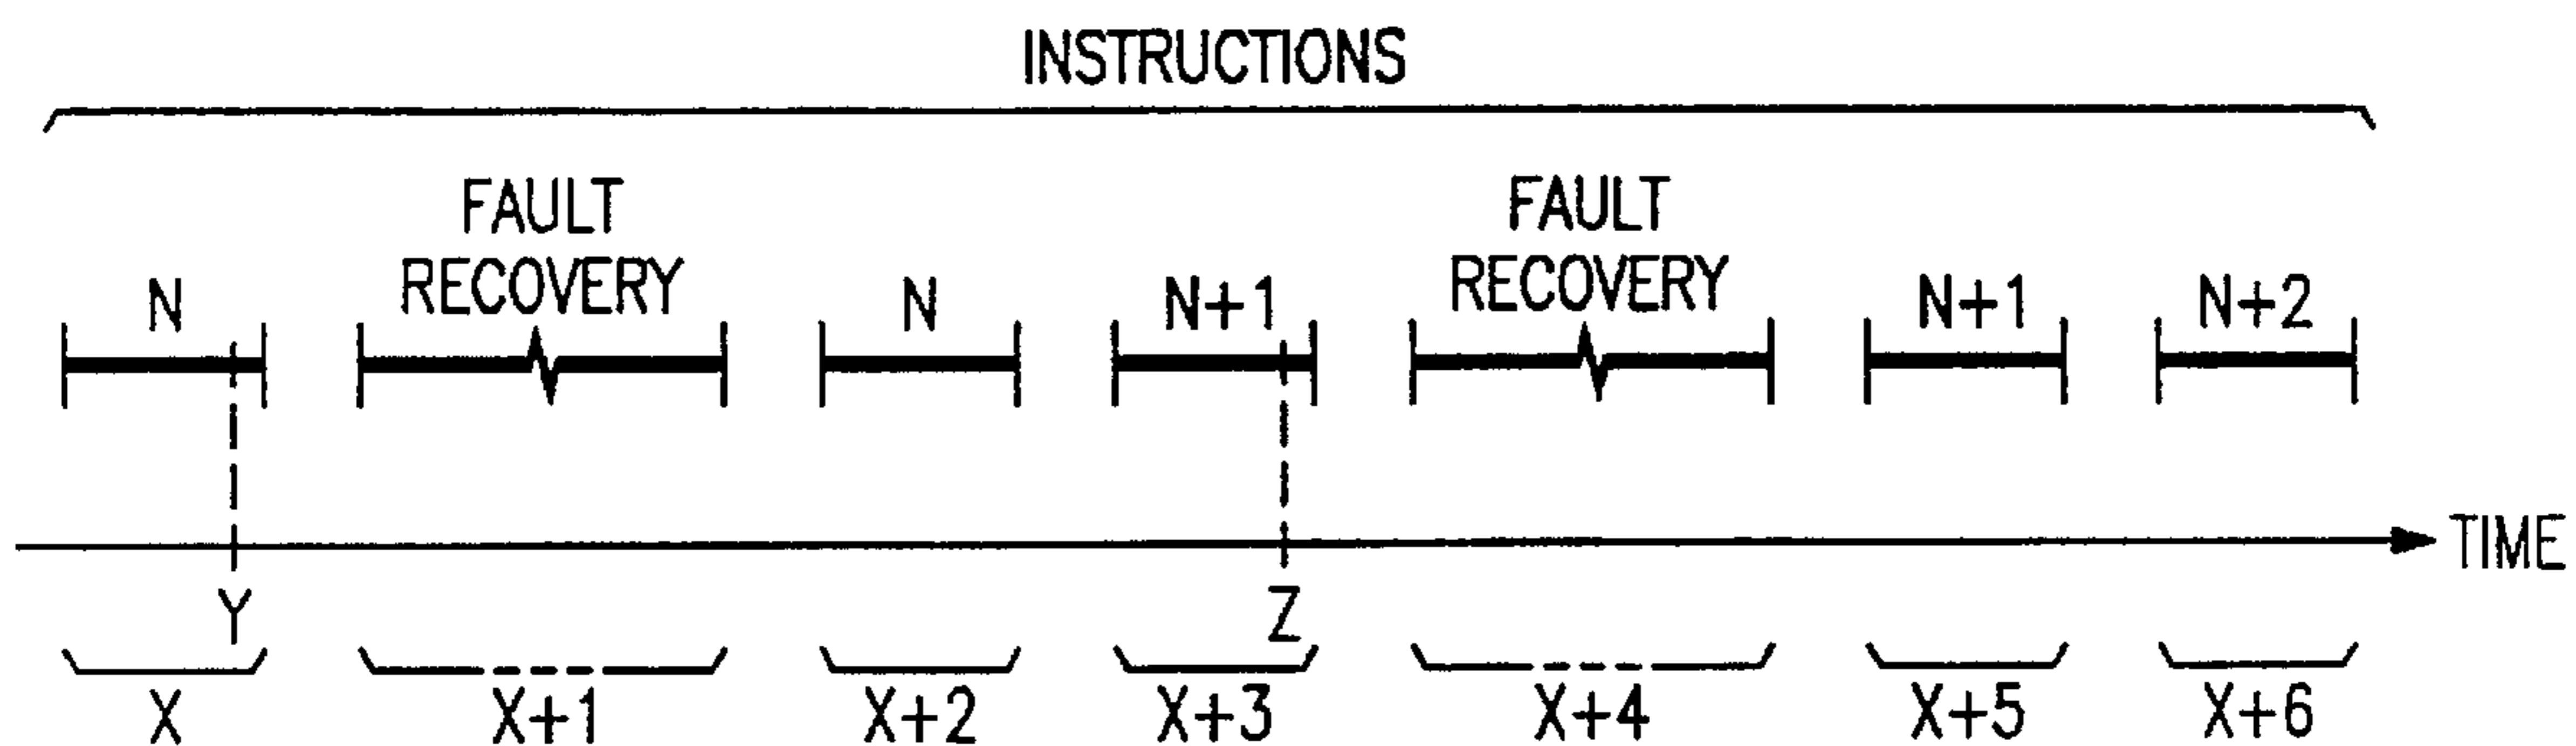 INSTRUCTIONS
FAULT
RECOVERY
FAULT
RECOVERY
N
N
N+1
N+1
N+2
TIME
Y
Z
X
X+1
X+2
X+3
X+4
X+5
X+6